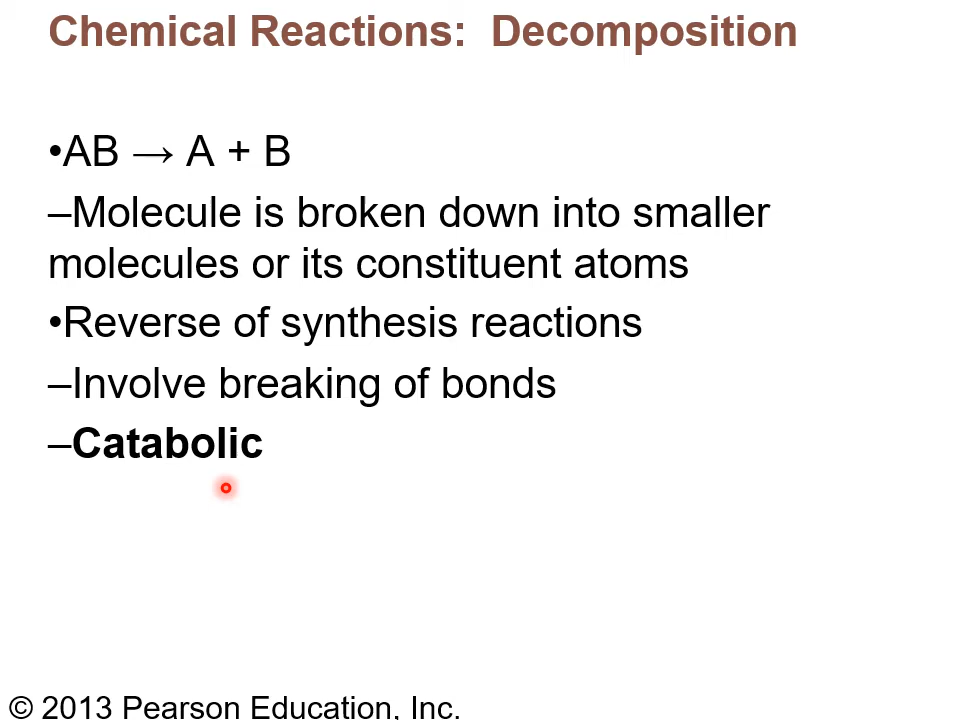 Chemical Reactions:  Decomposition
•AB → A + B
–Molecule is broken down into smaller
molecules or its constituent atoms
•Reverse of synthesis reactions
–Involve breaking of bonds
–Catabolic
© 2013 Pearson Education, Inc.